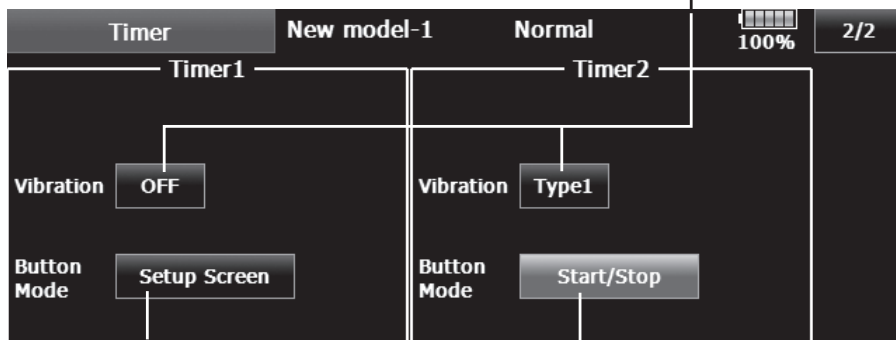 Timer New model-1 Normal 100% 2/2
Timer1
Vibration OFF
Button Mode Setup Screen
Timer2
Vibration Type1
Button Mode Start/Stop